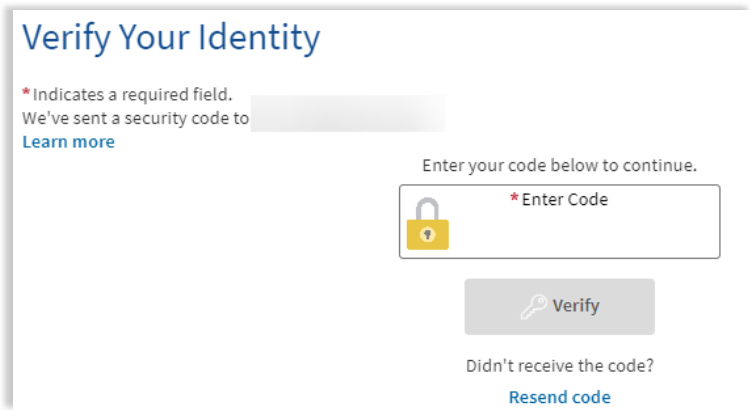 Verify Your Identity
*Indicates a required field.
We've sent a security code to
Learn more
Enter your code below to continue.
*Enter Code
Verify
Didn't receive the code?
Resend code